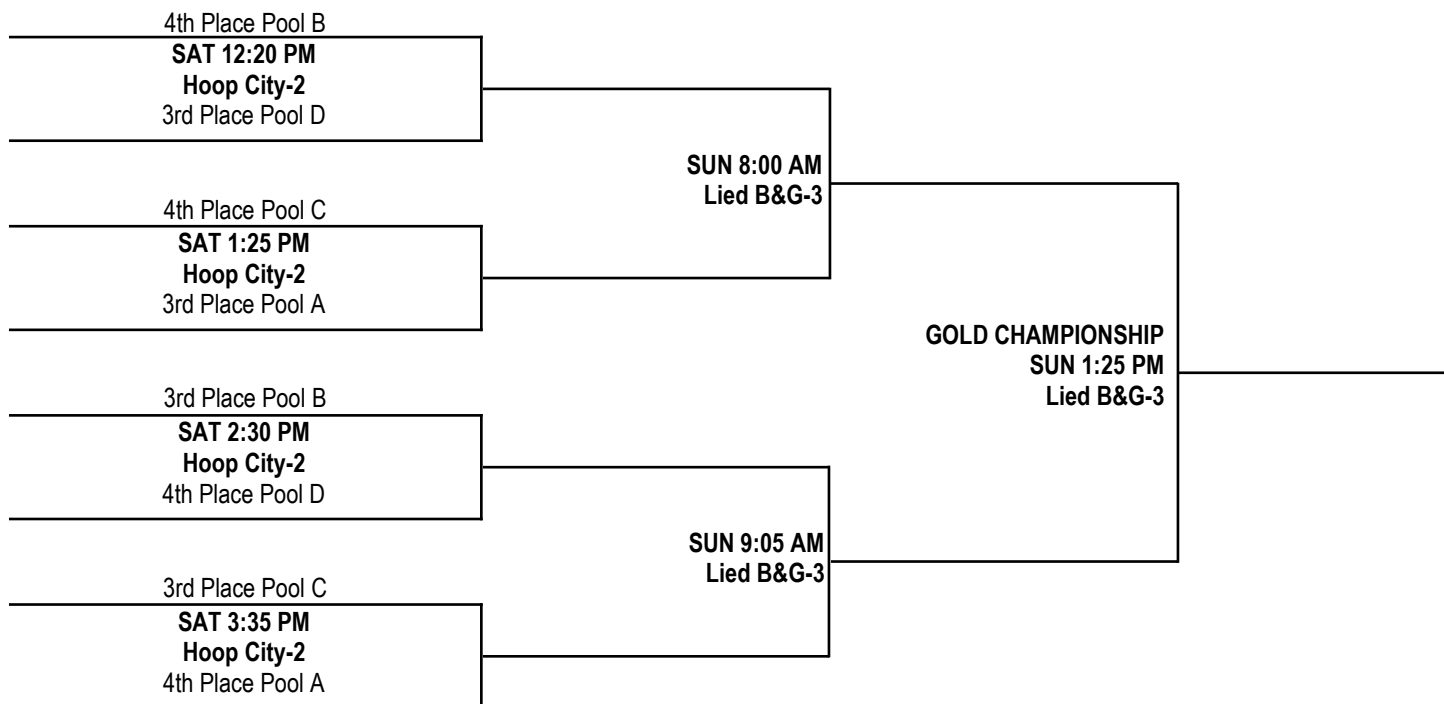 4th Place Pool B
SAT 12:20 PM
Hoop City-2
3rd Place Pool D
SUN 8:00 AM
Lied B&G-3
4th Place Pool C
SAT 1:25 PM
Hoop City-2
3rd Place Pool A
GOLD CHAMPIONSHIP
SUN 1:25 PM
Lied B&G-3
3rd Place Pool B
SAT 2:30 PM
Hoop City-2
4th Place Pool D
SUN 9:05 AM
Lied B&G-3
3rd Place Pool C
SAT 3:35 PM
Hoop City-2
4th Place Pool A